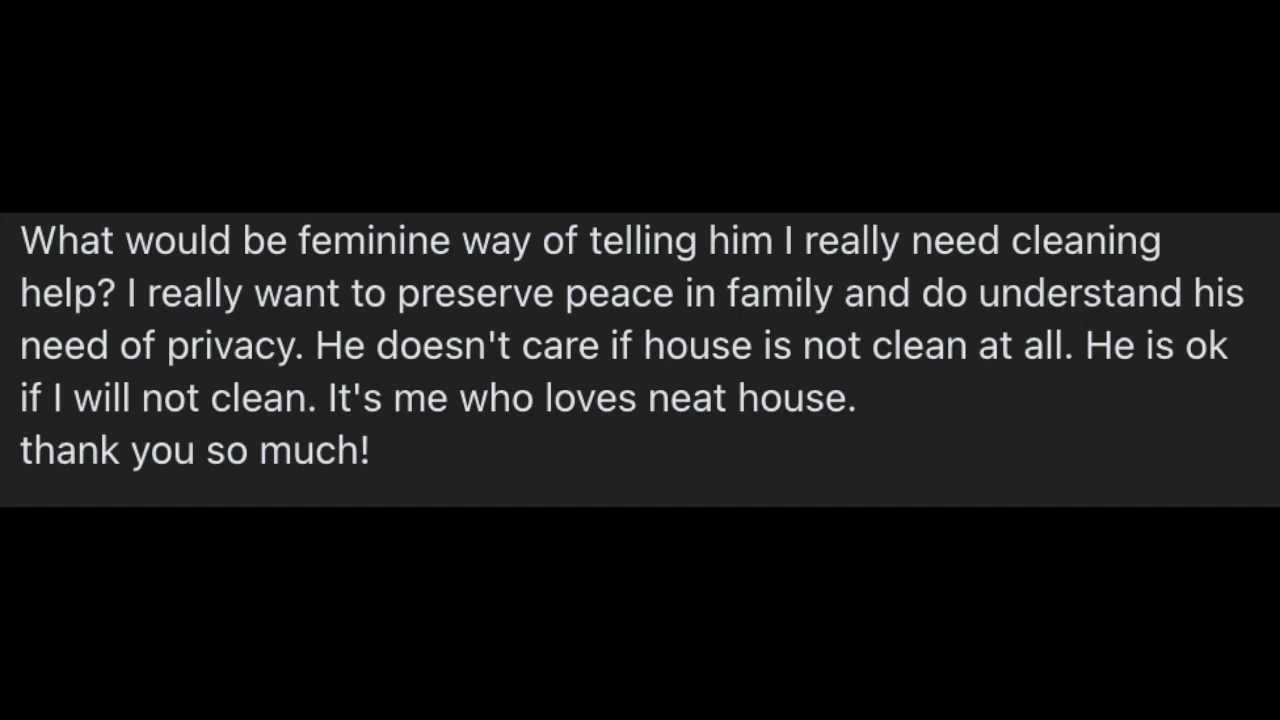 What would be feminine way of telling him I really need cleaning
help? I really want to preserve peace in family and do understand his
need of privacy. He doesn't care if house is not clean at all. He is ok
if I will not clean. It's me who loves neat house.
thank you so much!